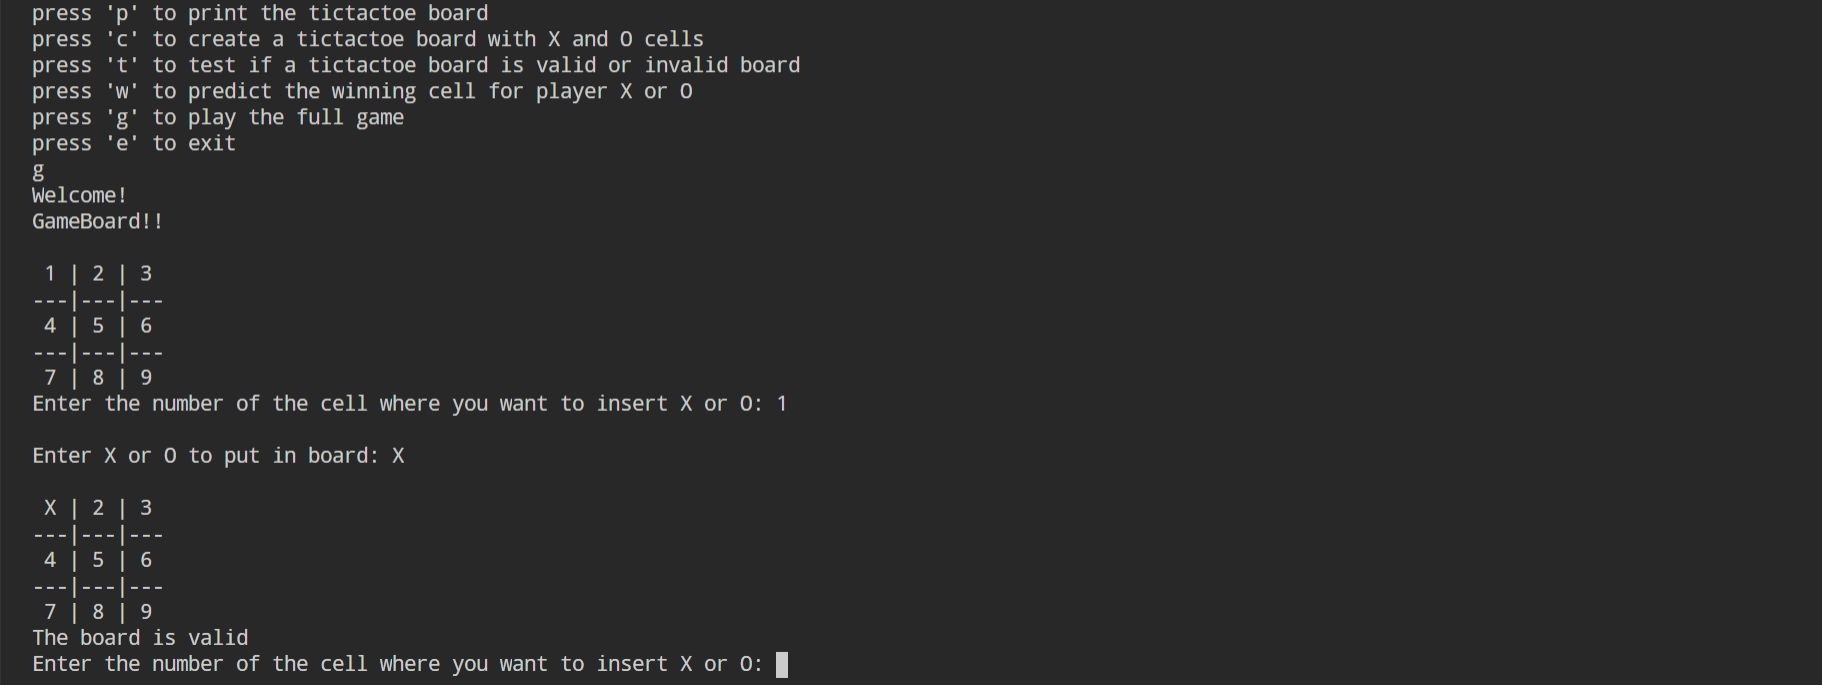 press 'p' to print the tictactoe board
press 'c' to create a tictactoe board with X and O cells
press 't' to test if a tictactoe board is valid or invalid board
press 'w' to predict the winning cell for player X or O
press 'g' to play the full game
press 'e' to exit
g
Welcome!
GameBoard!!
 1 | 2 | 3
---|---|---
 4 | 5 | 6
---|---|---
 7 | 8 | 9
Enter the number of the cell where you want to insert X or O: 1
Enter X or O to put in board: X
 X | 2 | 3
---|---|---
 4 | 5 | 6
---|---|---
 7 | 8 | 9
The board is valid
Enter the number of the cell where you want to insert X or O: